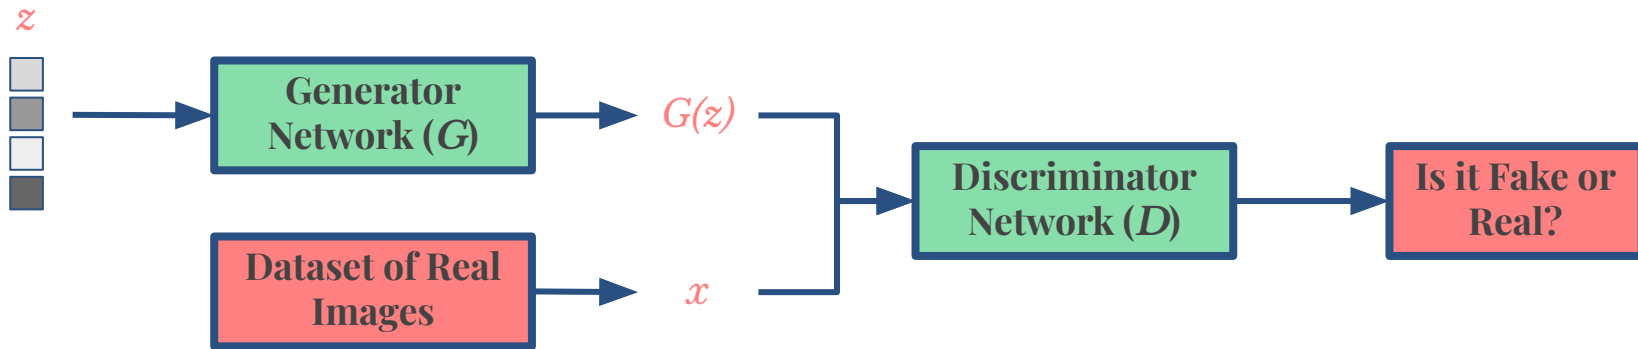 z
Generator
Network (G)
G(z)
Dataset of Real
Images
x
Discriminator
Network (D)
Is it Fake or
Real?